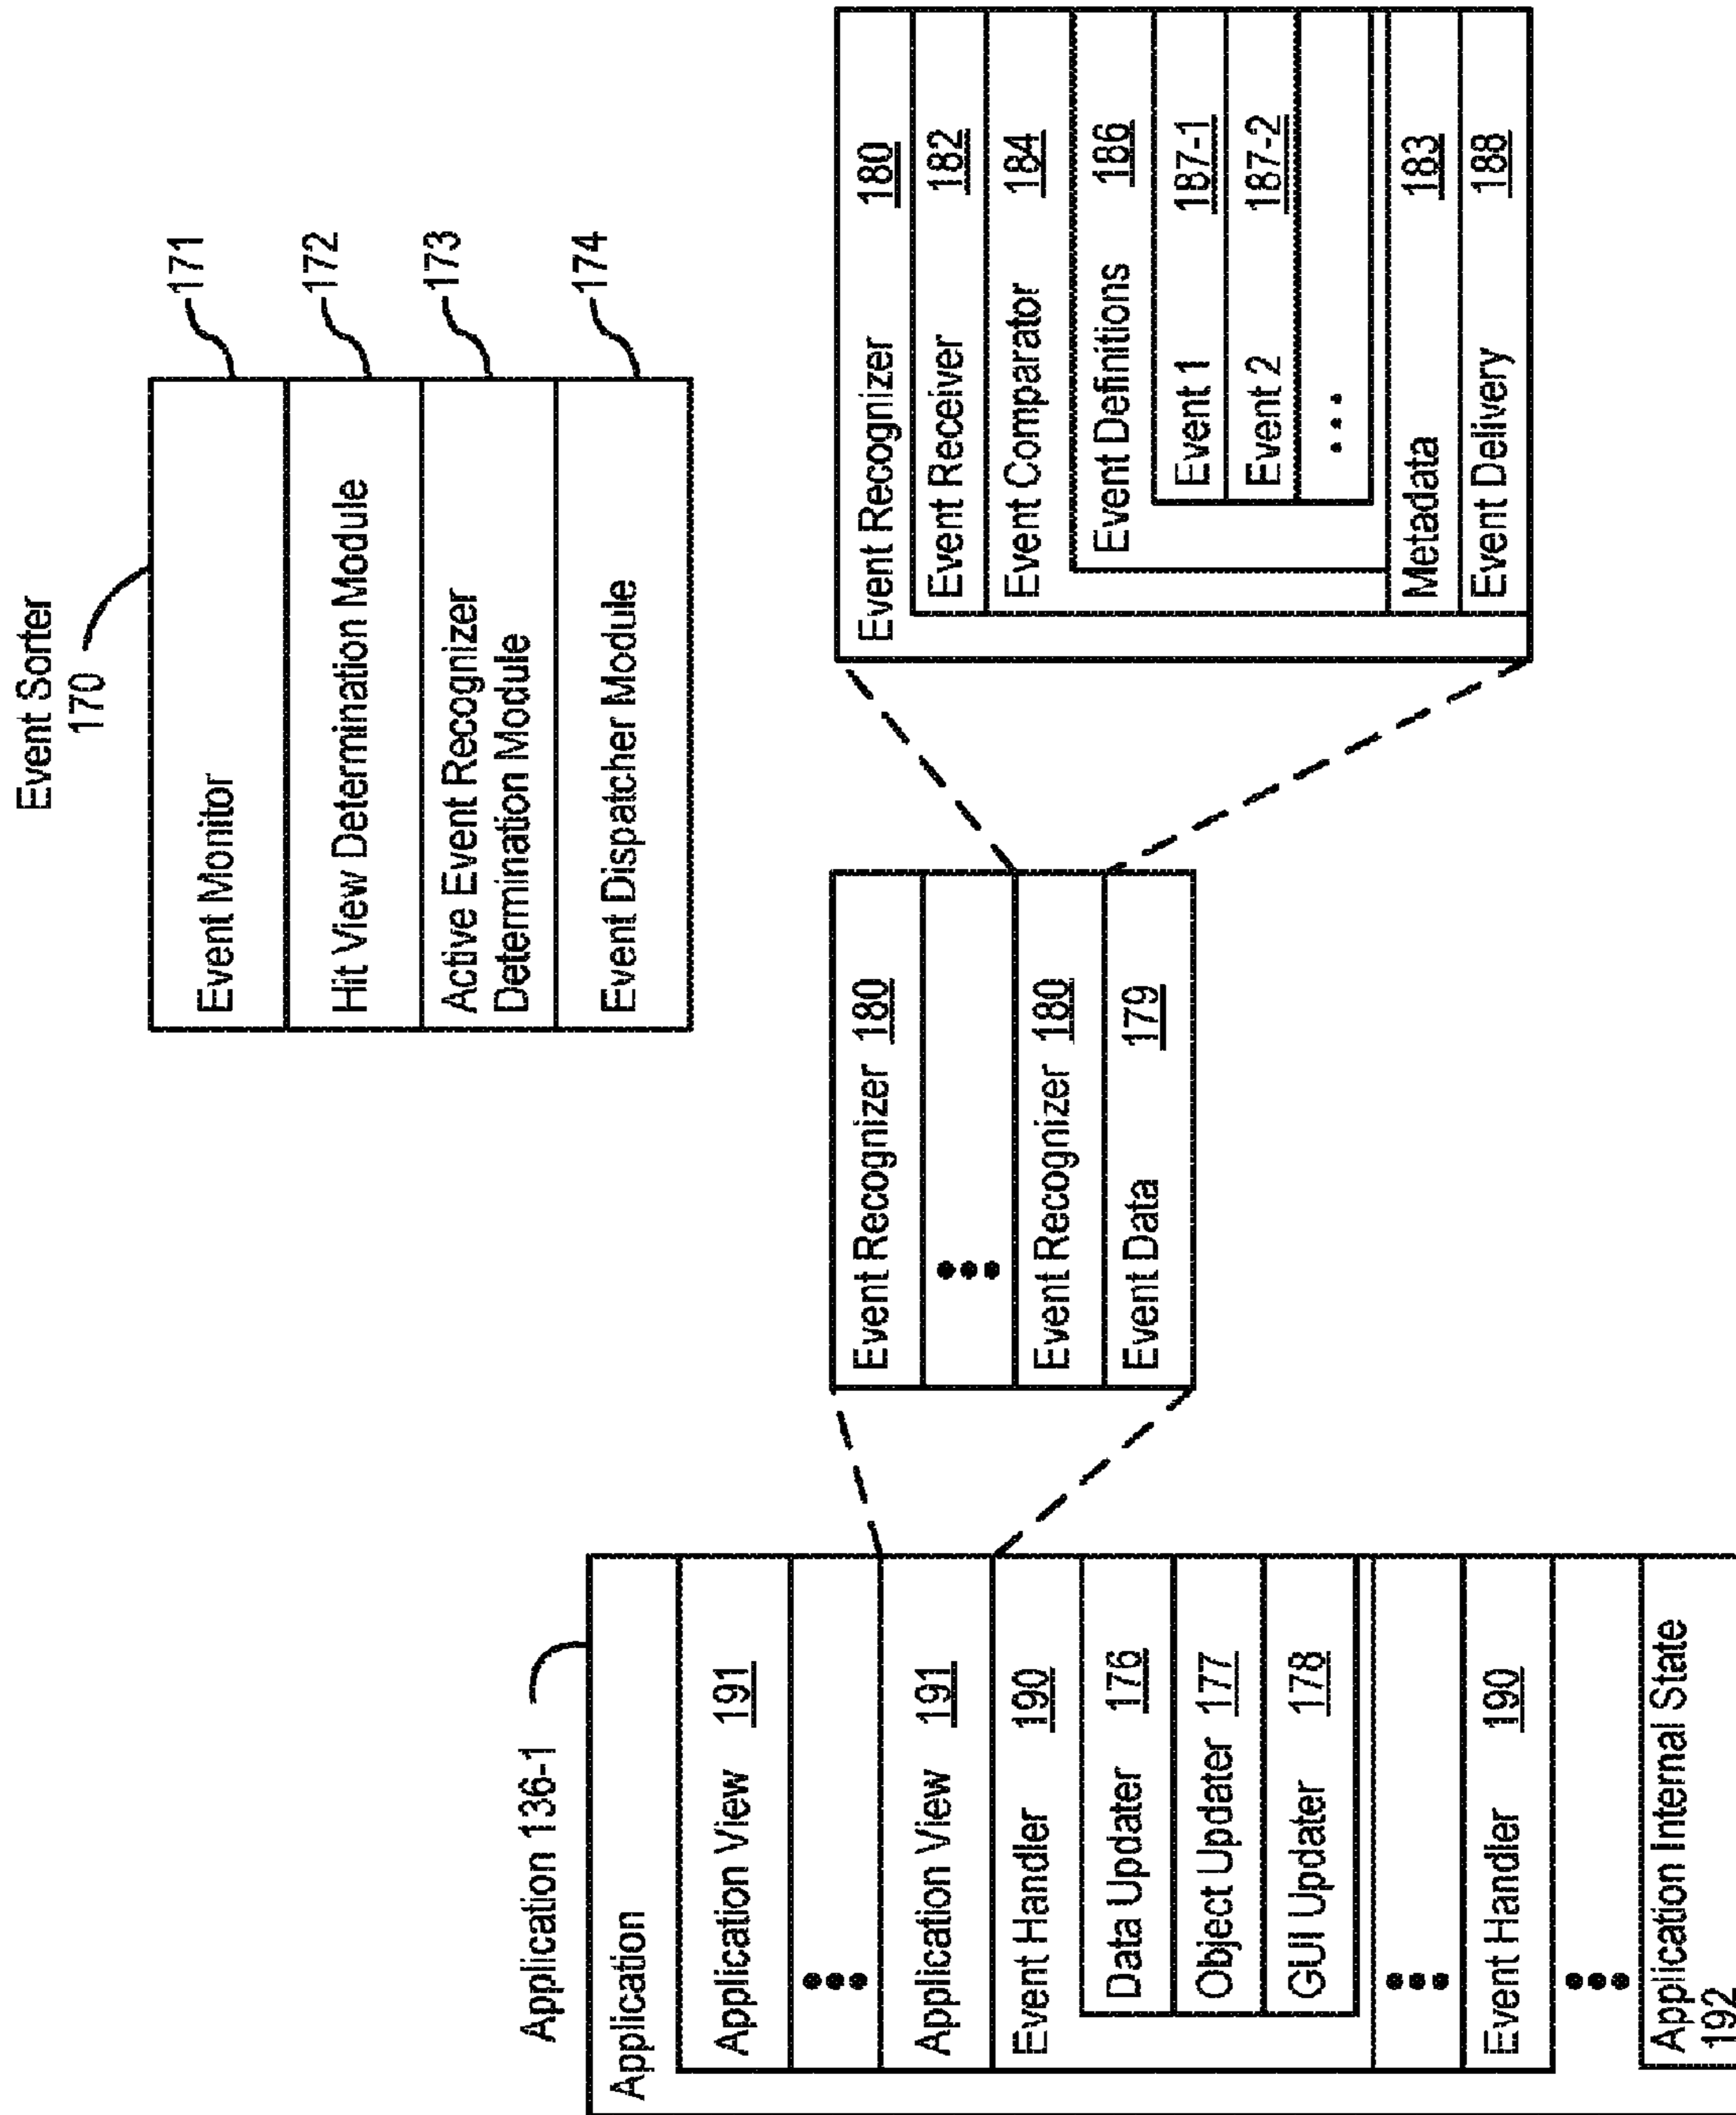 Event Sorter
170
Event Monitor
171
Hit View Determination Module
172
Active Event Recognizer
Determination Module
173
Event Dispatcher Module
174
Application 136-1
Application
Application View 191
Application View 191
Event Handler 190
Data Updater 176
Object Updater 177
GUI Updater 178
Event Handler 190
Application Internal State
192
Event Recognizer 180
Event Recognizer 180
Event Data 179
Event Recognizer 180
Event Receiver 182
Event Comparator 184
Event Definitions 186
Event 1 187-1
Event 2 187-2
Metadata 183
Event Delivery 188